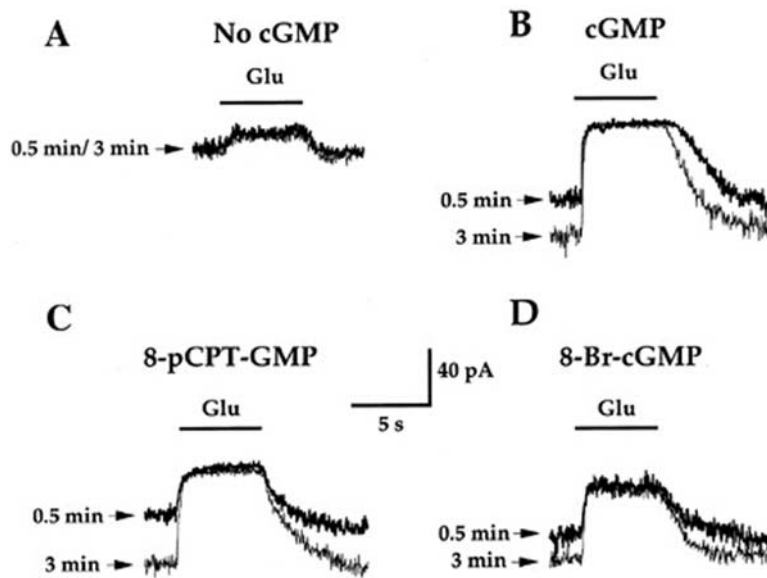 A
No cGMP
Glu
0.5 min/ 3 min
B
cGMP
Glu
0.5 min
3 min
C
8-pCPT-GMP
Glu
0.5 min
3 min
40 pA
5 s
D
8-Br-cGMP
Glu
0.5 min
3 min